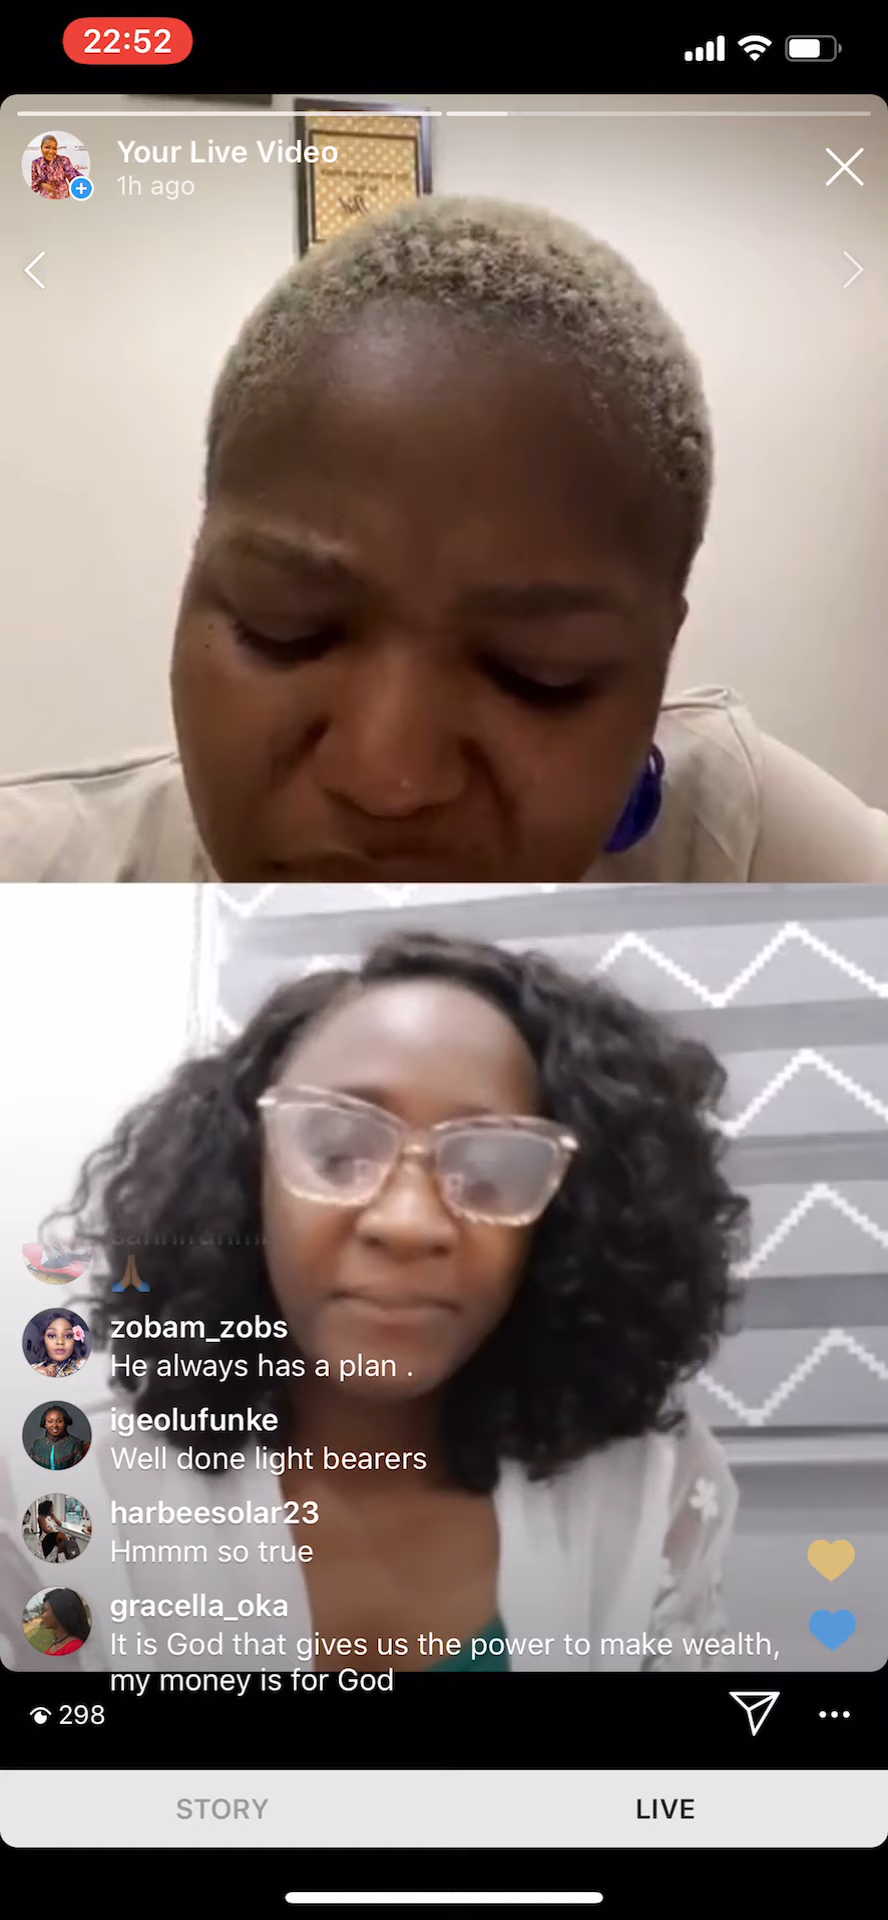 22:52
Your Live Video
1h ago
zobam_zobs
He always has a plan .
igeolufunke
Well done light bearers
harbeesolar23
Hmmm so true
gracella_oka
It is God that gives us the power to make wealth,
my money is for God
298
STORY
LIVE